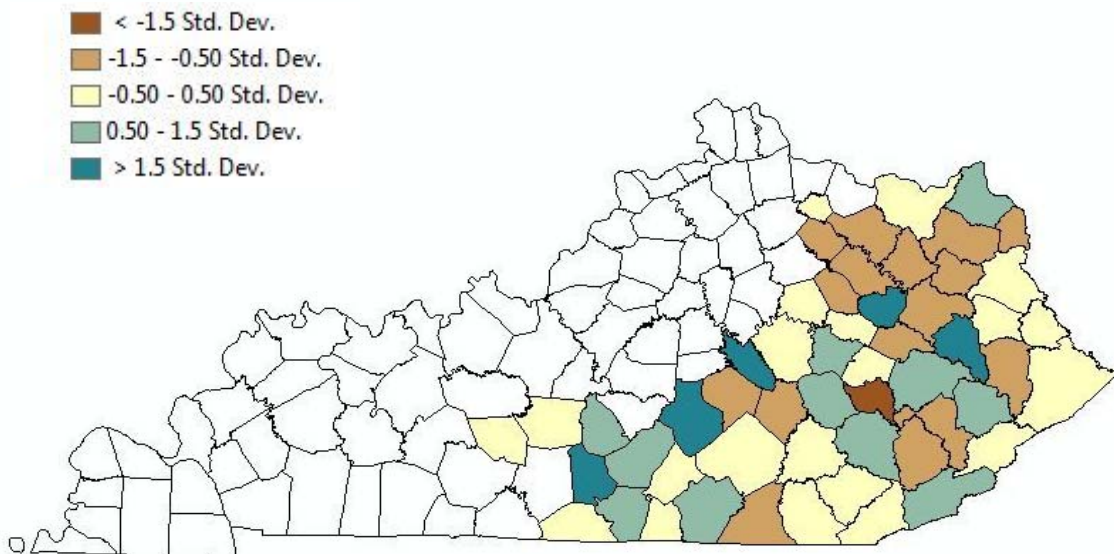 < -1.5 Std. Dev.
-1.5 - -0.50 Std. Dev.
-0.50 - 0.50 Std. Dev.
0.50 - 1.5 Std. Dev.
> 1.5 Std. Dev.